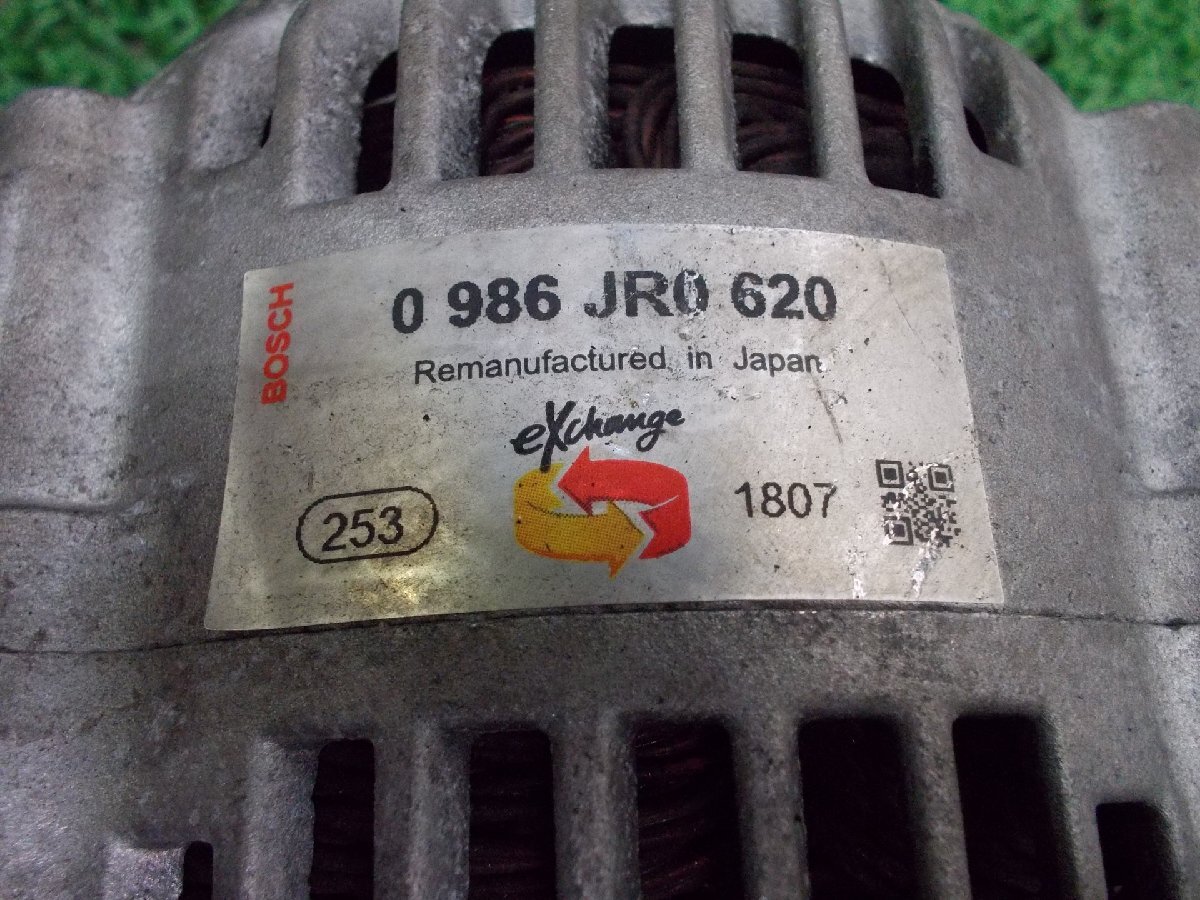 BOSCH
0 986 JR0 620
Remanufactured in Japan
eXchange
253
1807